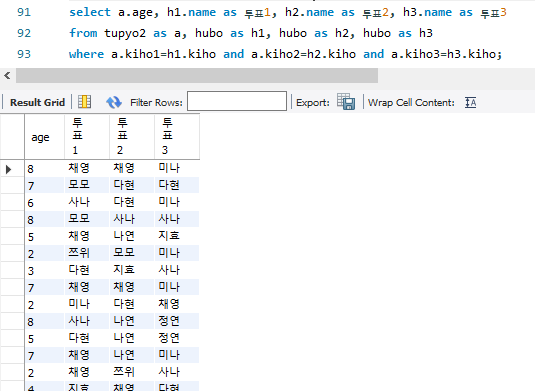 91 select a.age, h1.name as 투표1, h2.name as 투표2, h3.name as 투표3
92 from tupyo2 as a, hubo as h1, hubo as h2, hubo as h3
93 where a.kiho1=h1.kiho and a.kiho2=h2.kiho and a.kiho3=h3.kiho;
Result Grid Filter Rows: Export: Wrap Cell Content: IA
age 투표1 투표2 투표3
8 채영 채영 미나
7 모모 다현 다현
6 사나 다현 미나
8 모모 사나 사나
5 채영 나연 지효
2 쯔위 모모 미나
3 다현 지효 사나
7 채영 채영 미나
2 미나 다현 채영
8 사나 나연 정연
5 다현 나연 정연
7 채영 나연 미나
2 채영 쯔위 사나
4 지효 채영 다현